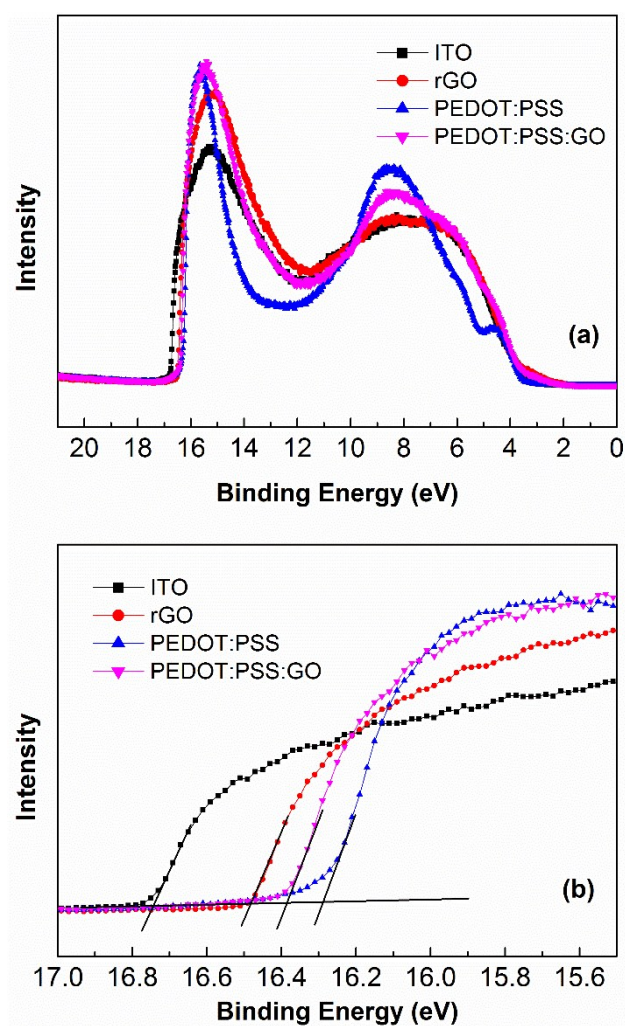 ITO
rGO
PEDOT:PSS
PEDOT:PSS:GO
Intensity
(a)
20 18 16 14 12 10 8 6 4 2 0
Binding Energy (eV)
ITO
rGO
PEDOT:PSS
PEDOT:PSS:GO
Intensity
(b)
17.0 16.8 16.6 16.4 16.2 16.0 15.8 15.6
Binding Energy (eV)